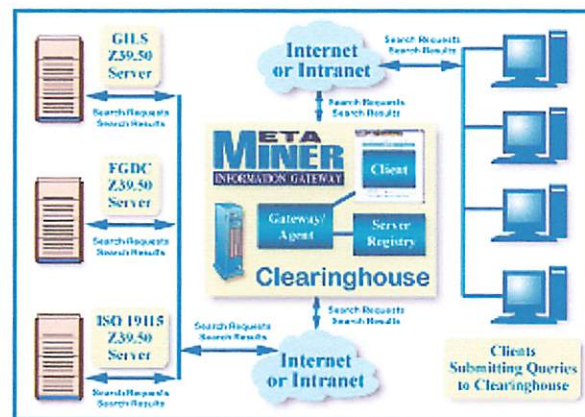 GILS
Z39.50
Server
Search Requests
Search Results
FGDC
Z39.50
Server
Search Requests
Search Results
ISO 19115
Z39.50
Server
Search Requests
Search Results
Search Requests
Search Results
Internet
or Intranet
Search Requests
Search Results
Search Requests
Search Results
META
MINER
INFORMATION GATEWAY
Client
Gateway/
Agent
Server
Registry
Clearinghouse
Search Requests
Search Results
Internet
or Intranet
Clients
Submitting Queries
to Clearinghouse